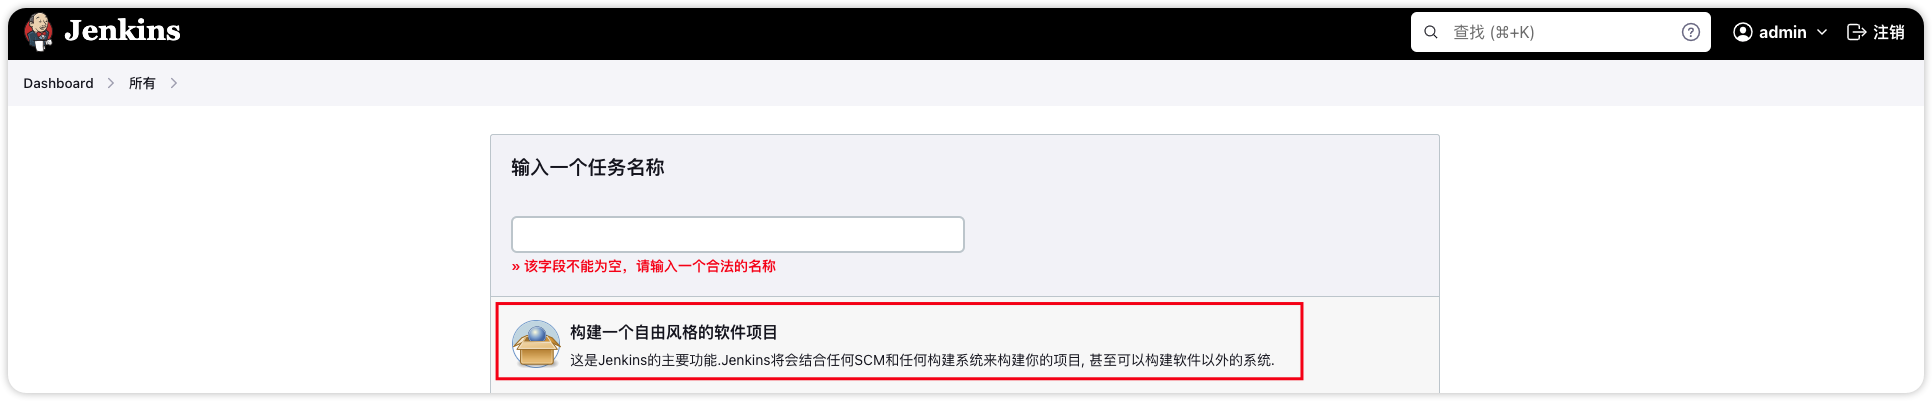 Jenkins
查找 (⌘+K)
admin
注销
Dashboard
所有
输入一个任务名称
» 该字段不能为空，请输入一个合法的名称
构建一个自由风格的软件项目
这是Jenkins的主要功能.Jenkins将会结合任何SCM和任何构建系统来构建你的项目, 甚至可以构建软件以外的系统.